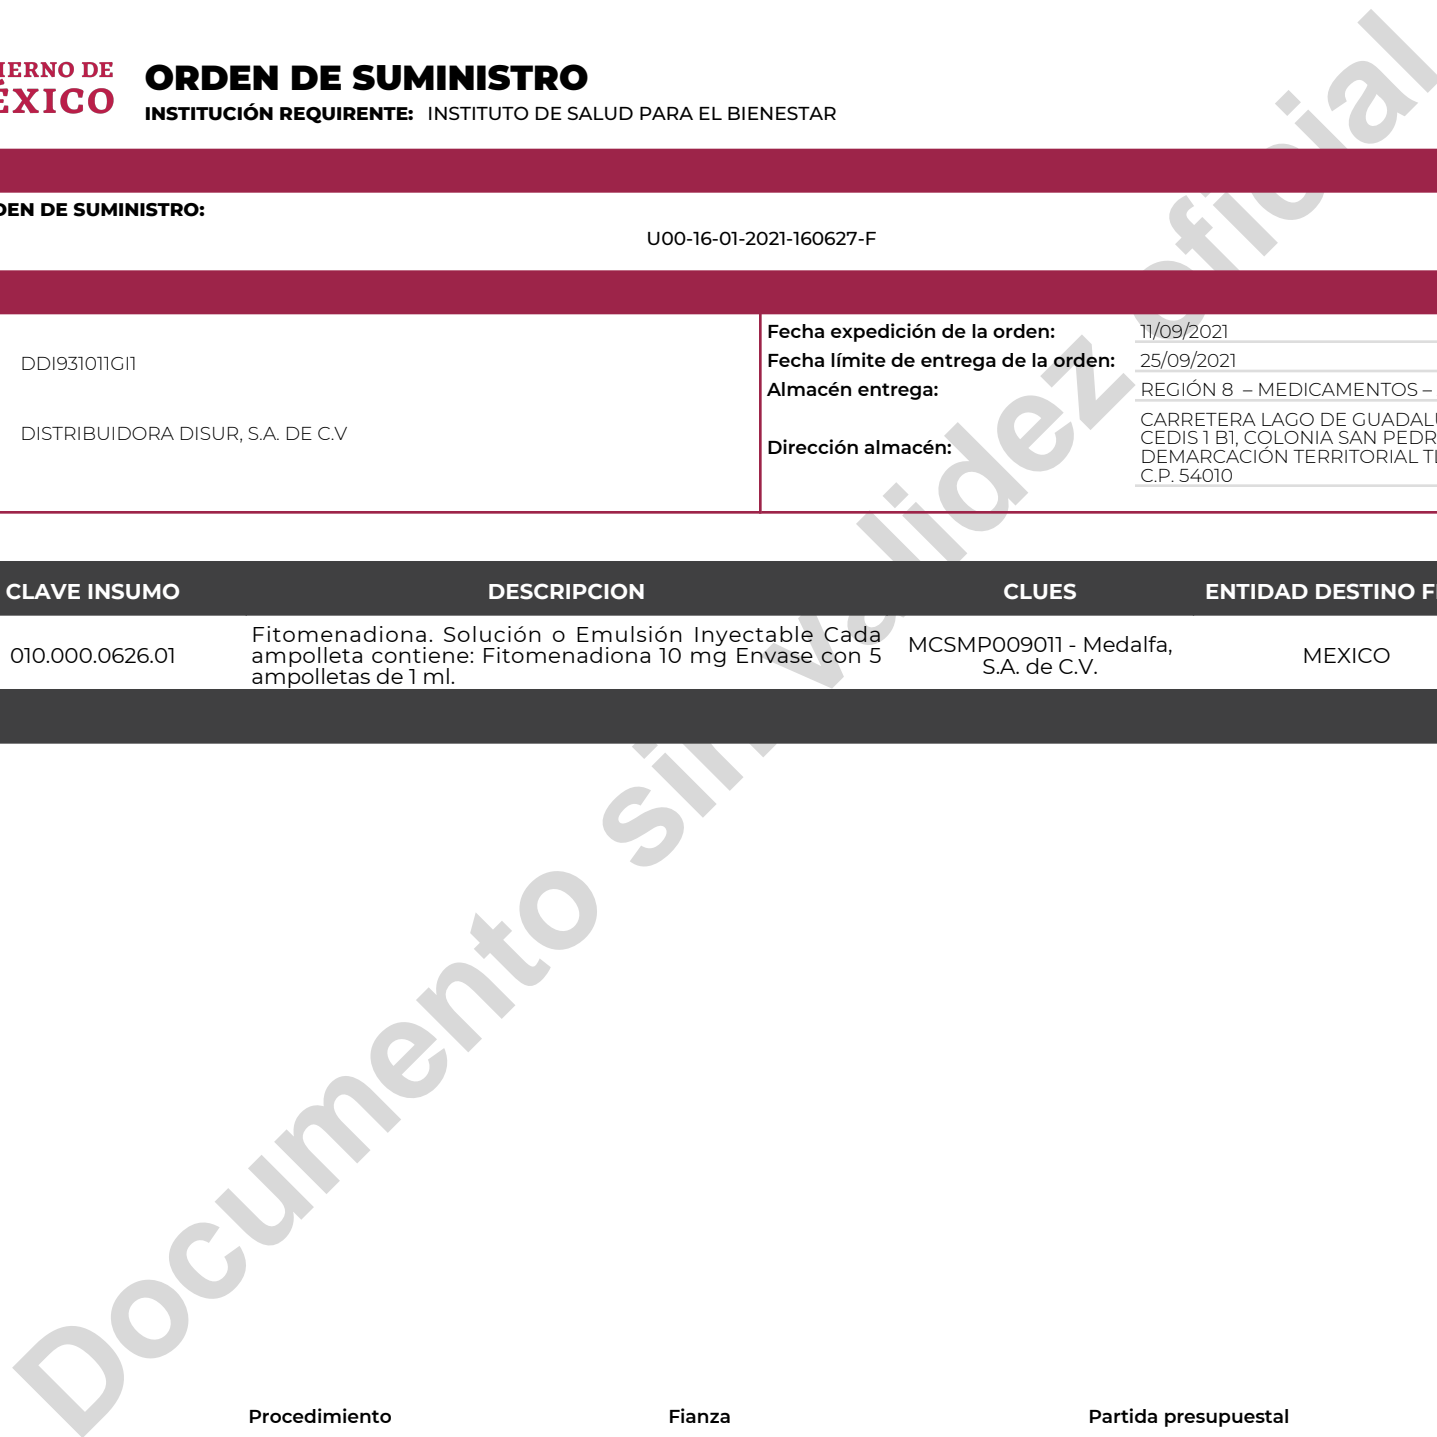 IERNO DE
ÉXICO
ORDEN DE SUMINISTRO
INSTITUCIÓN REQUIRENTE: INSTITUTO DE SALUD PARA EL BIENESTAR
DEN DE SUMINISTRO:
U00-16-01-2021-160627-F
DDI931011GI1
DISTRIBUIDORA DISUR, S.A. DE C.V
Fecha expedición de la orden: 11/09/2021
Fecha límite de entrega de la orden: 25/09/2021
Almacén entrega: REGIÓN 8 – MEDICAMENTOS –
Dirección almacén:
CARRETERA LAGO DE GUADALU
CEDIS 1 B1, COLONIA SAN PEDR
DEMARCACIÓN TERRITORIAL TL
C.P. 54010
CLAVE INSUMO DESCRIPCION CLUES ENTIDAD DESTINO F
010.000.0626.01
Fitomenadiona. Solución o Emulsión Inyectable Cada
ampolleta contiene: Fitomenadiona 10 mg Envase con 5
ampolletas de 1 ml.
MCSMP009011 - Medalfa,
S.A. de C.V.
MEXICO
Documento sin validez oficial
Procedimiento Fianza Partida presupuestal